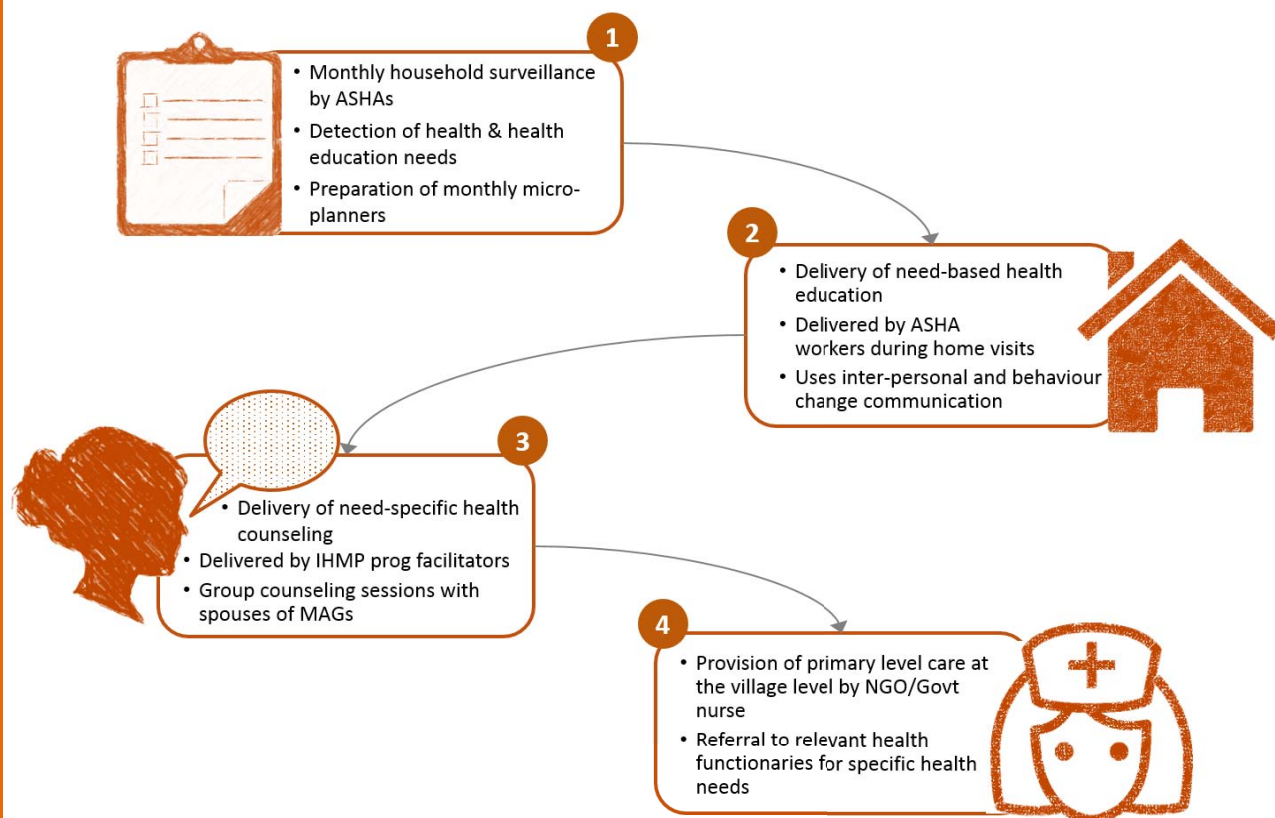 1
• Monthly household surveillance
by ASHAs
• Detection of health & health
education needs
• Preparation of monthly micro-
planners
2
• Delivery of need-based health
education
• Delivered by ASHA
workers during home visits
• Uses inter-personal and behaviour
change communication
3
• Delivery of need-specific health
counseling
• Delivered by IHMP prog facilitators
• Group counseling sessions with
spouses of MAGs
4
• Provision of primary level care at
the village level by NGO/Govt
nurse
• Referral to relevant health
functionaries for specific health
needs